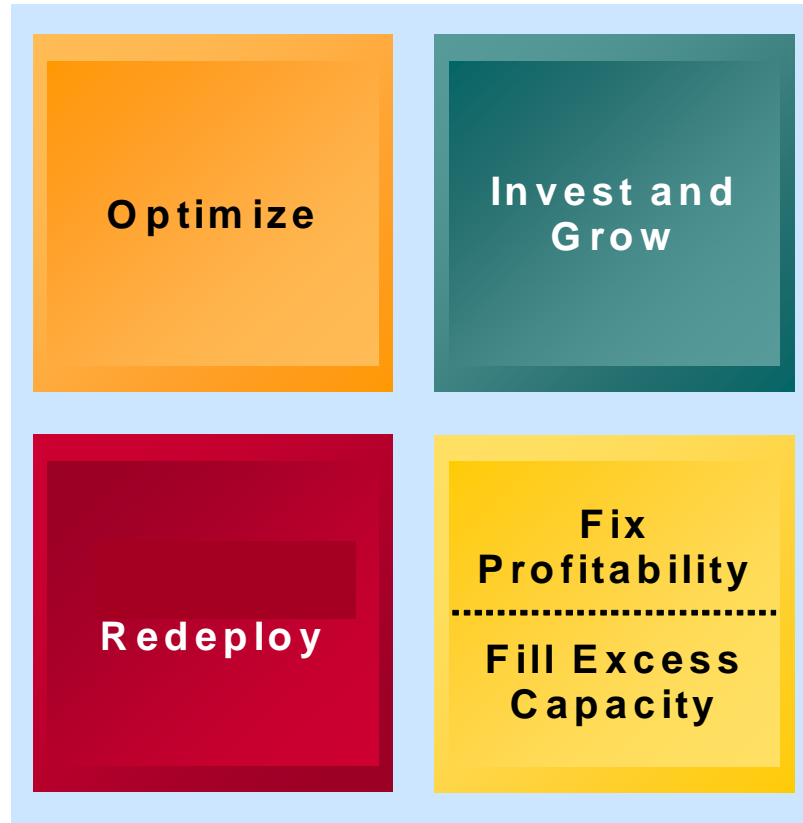 Optimize
Invest and
Grow
Redeploy
Fix
Profitability
Fill Excess
Capacity